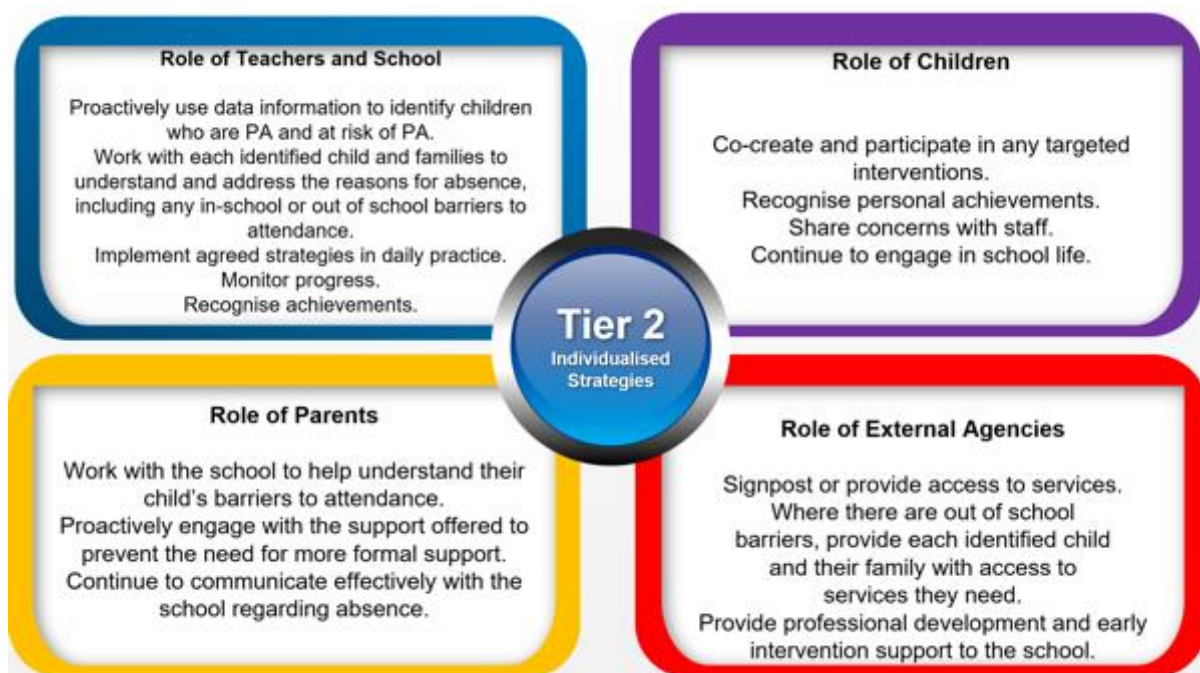 Role of Teachers and School
Proactively use data information to identify children
who are PA and at risk of PA.
Work with each identified child and families to
understand and address the reasons for absence,
including any in-school or out of school barriers to
attendance.
Implement agreed strategies in daily practice.
Monitor progress.
Recognise achievements.
Role of Children
Co-create and participate in any targeted
interventions.
Recognise personal achievements.
Share concerns with staff.
Continue to engage in school life.
Tier 2
Individualised
Strategies
Role of Parents
Work with the school to help understand their
child's barriers to attendance.
Proactively engage with the support offered to
prevent the need for more formal support.
Continue to communicate effectively with the
school regarding absence.
Role of External Agencies
Signpost or provide access to services.
Where there are out of school
barriers, provide each identified child
and their family with access to
services they need.
Provide professional development and early
intervention support to the school.